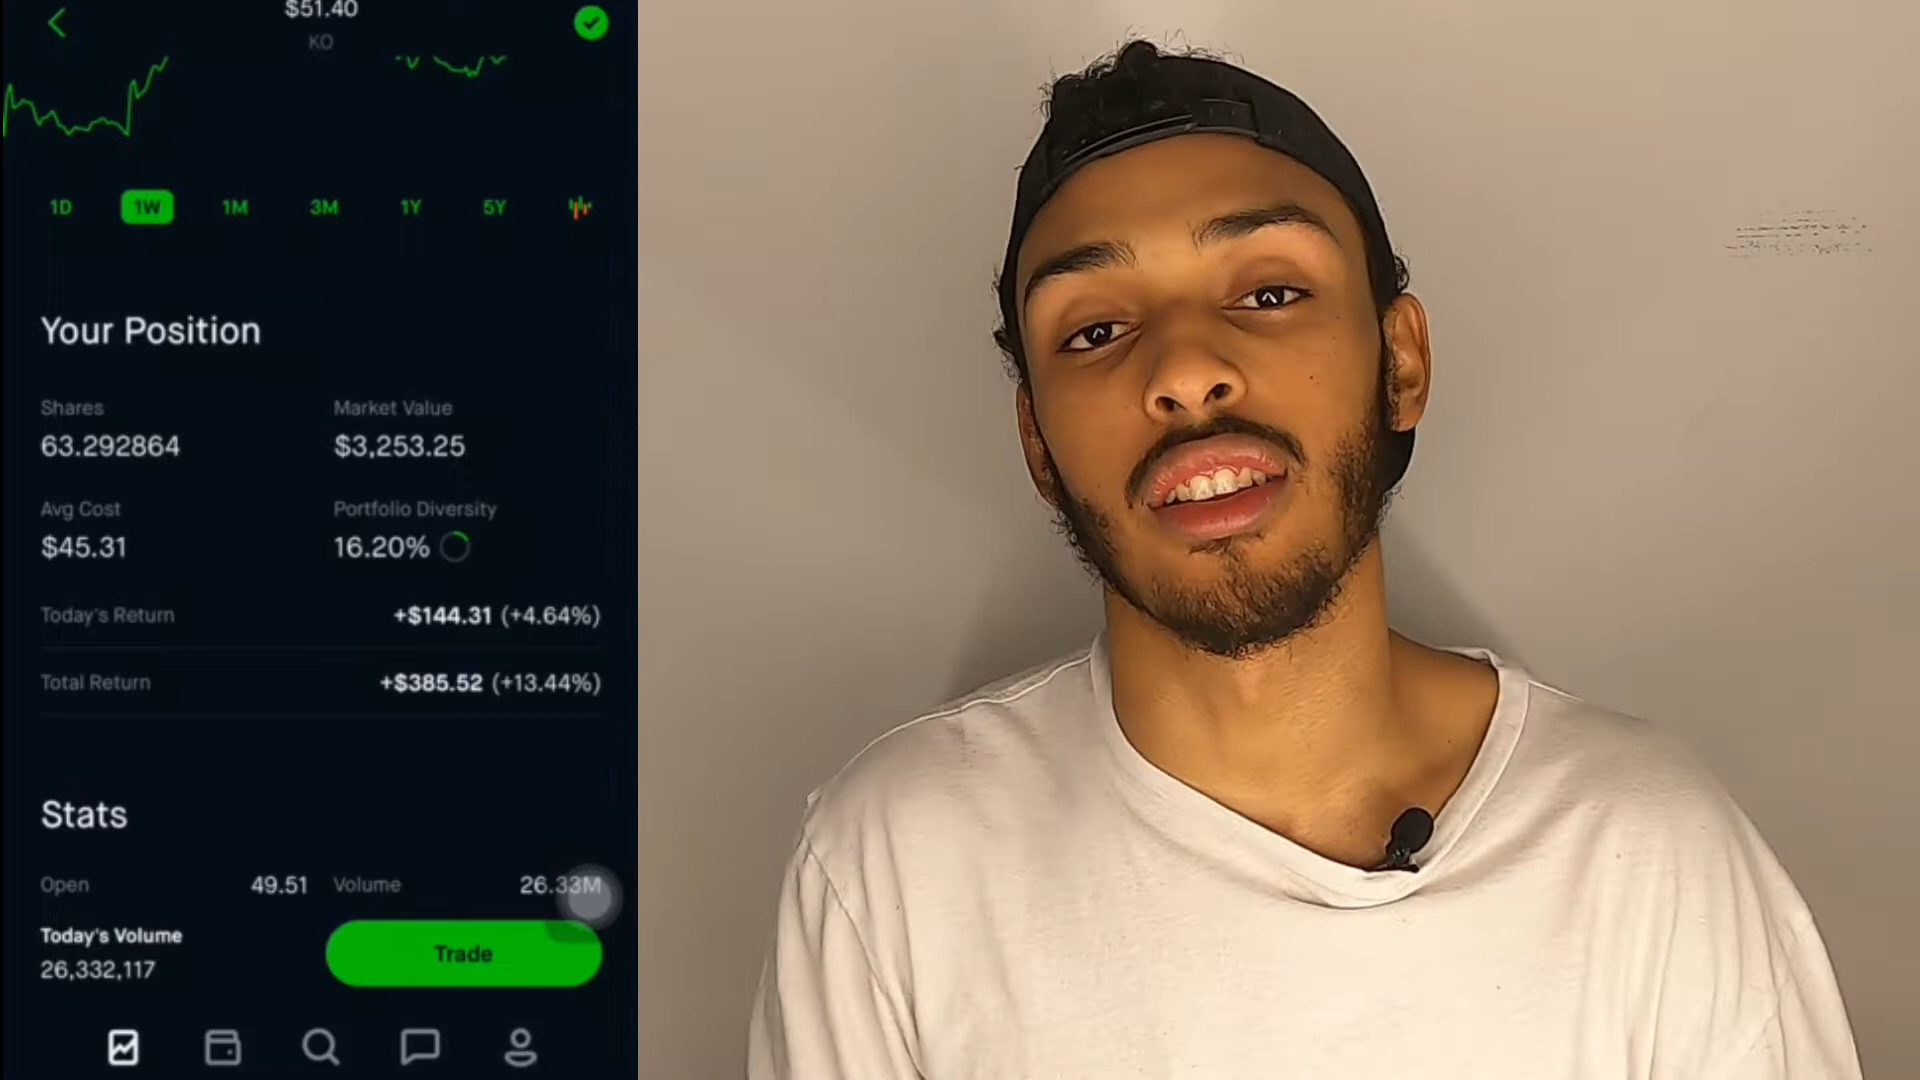 $51.40
KO
1D 1W 1M 3M 1Y 5Y
Your Position
Shares Market Value
63.292864 $3,253.25
Avg Cost Portfolio Diversity
$45.31 16.20%
Today's Return +$144.31 (+4.64%)
Total Return +$385.52 (+13.44%)
Stats
Open 49.51 Volume 26.33M
Today's Volume
26,332,117
Trade